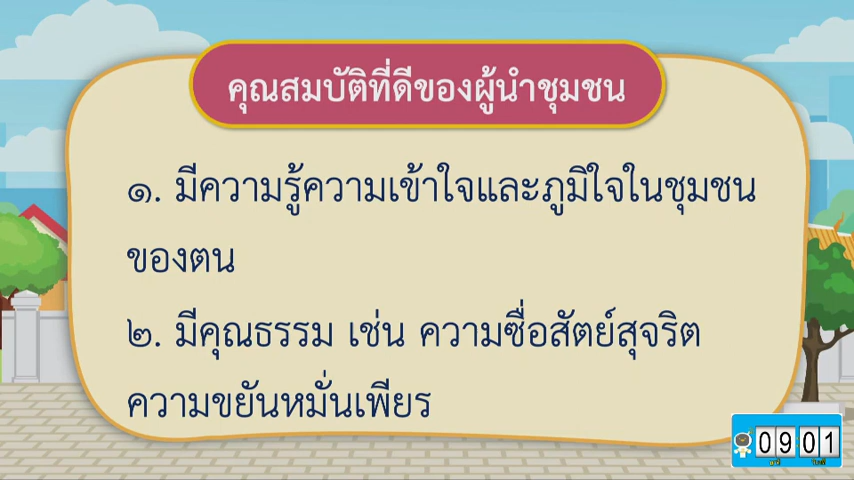 คุณสมบัติที่ดีของผู้นำชุมชน
๑. มีความรู้ความเข้าใจและภูมิใจในชุมชน
ของตน
๒. มีคุณธรรม เช่น ความซื่อสัตย์สุจริต
ความขยันหมั่นเพียร
0901